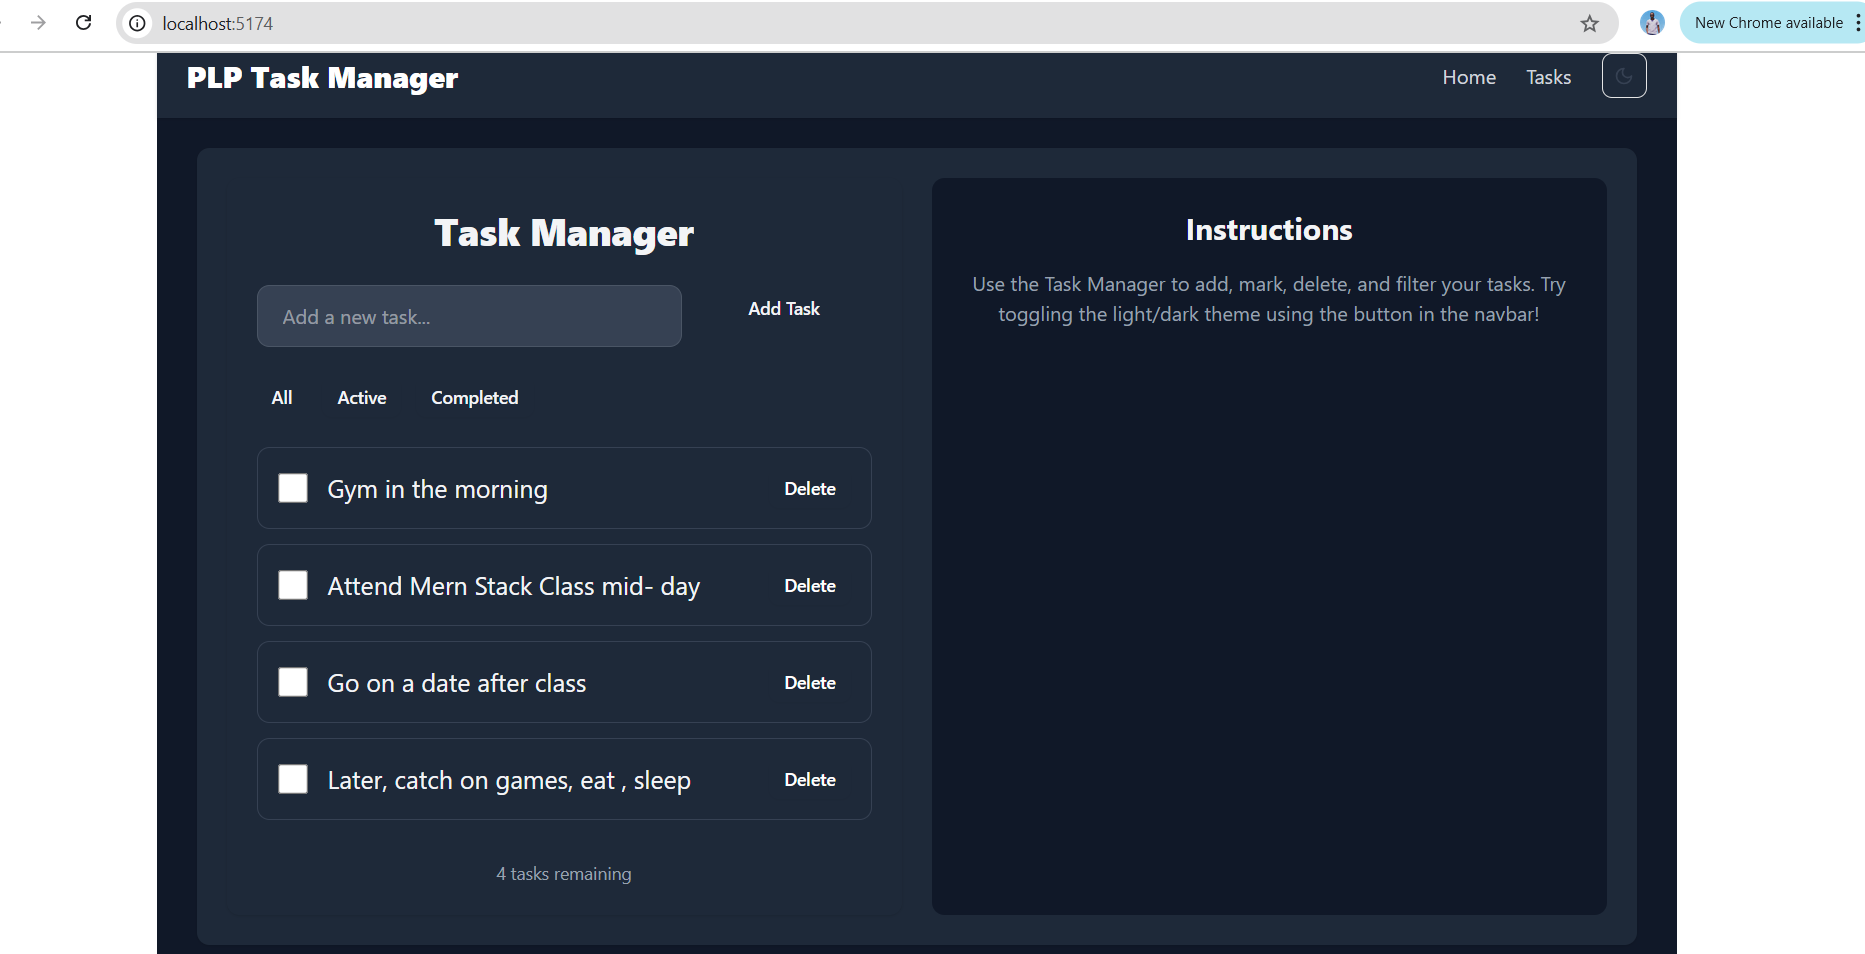 localhost:5174
New Chrome available
PLP Task Manager
Home
Tasks
Task Manager
Add a new task...
Add Task
All
Active
Completed
Gym in the morning
Delete
Attend Mern Stack Class mid- day
Delete
Go on a date after class
Delete
Later, catch on games, eat , sleep
Delete
4 tasks remaining
Instructions
Use the Task Manager to add, mark, delete, and filter your tasks. Try
toggling the light/dark theme using the button in the navbar!